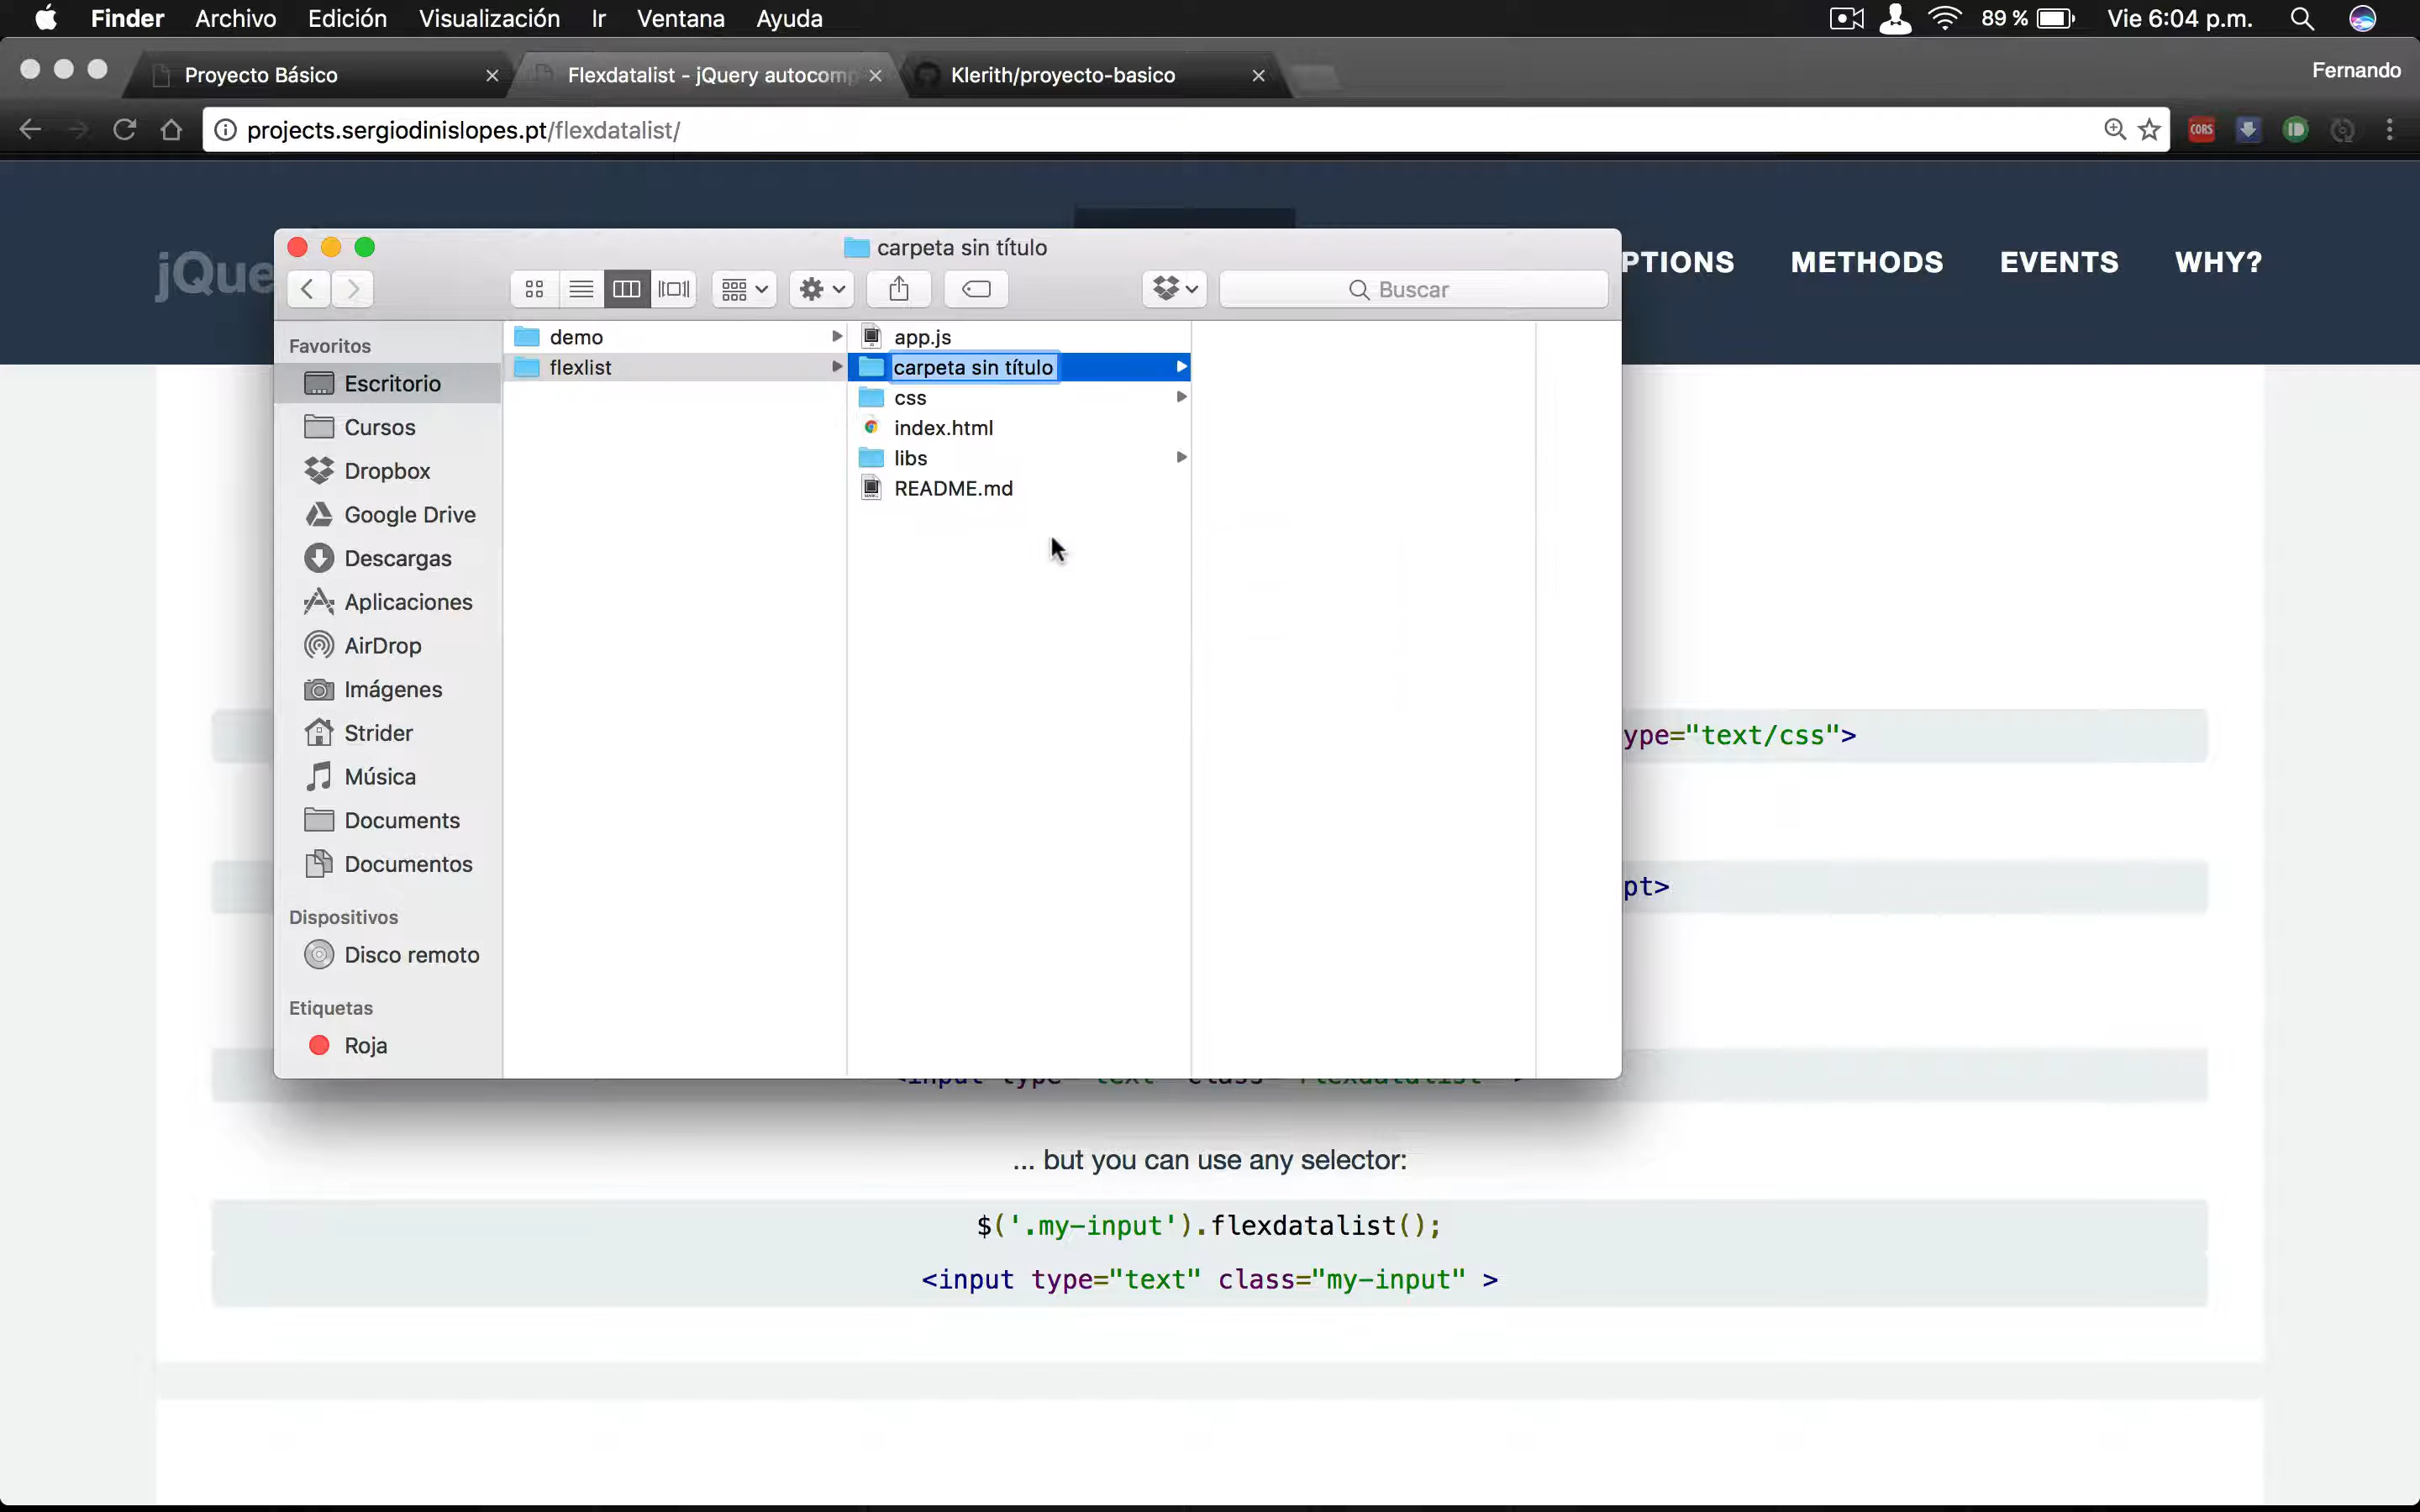 Finder Archivo Edición Visualización Ir Ventana Ayuda 89 % Vie 6:04 p.m.
Proyecto Básico Flexdatalist - jQuery autocomp Klerith/proyecto-basico Fernando
projects.sergiodinislopes.pt/flexdatalist/ CORS
jQue PTIONS METHODS EVENTS WHY?
carpeta sin título
Buscar
Favoritos
Escritorio
Cursos
Dropbox
Google Drive
Descargas
Aplicaciones
AirDrop
Imágenes
Strider
Música
Documents
Documentos
Dispositivos
Disco remoto
Etiquetas
Roja
demo
flexlist
app.js
carpeta sin título
css
index.html
libs
README.md
ype="text/css">
pt>
... but you can use any selector:
$('.my-input').flexdatalist();
<input type="text" class="my-input" >